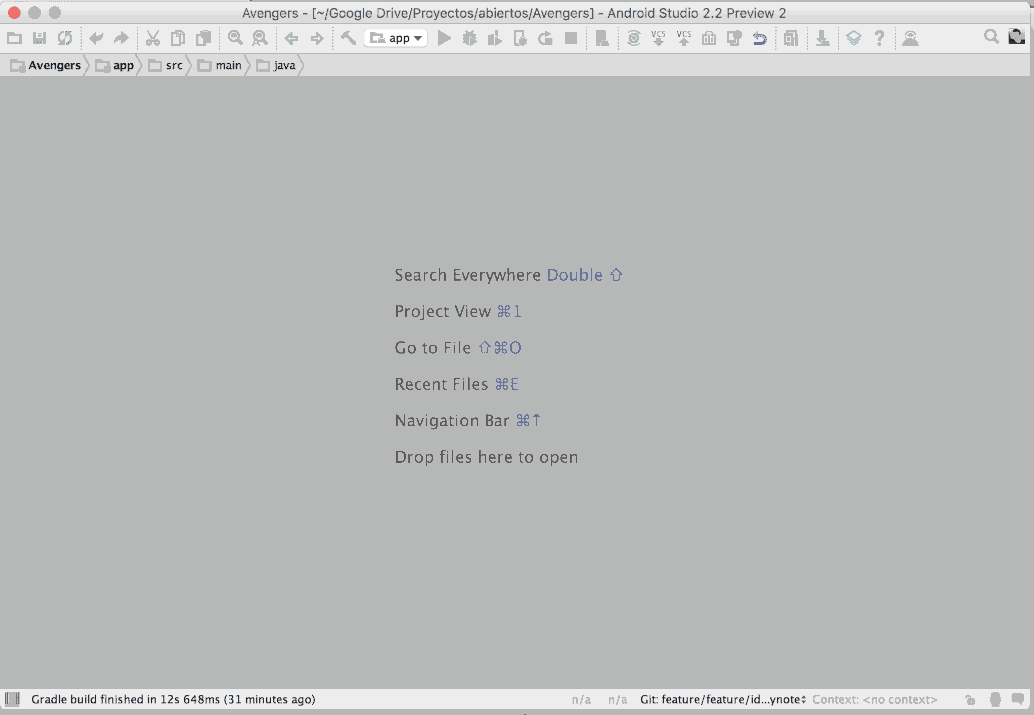 Avengers - [~/Google Drive/Proyectos/abiertos/Avengers] - Android Studio 2.2 Preview 2
app VCS VCS ?
Avengers app src main java
Search Everywhere Double ⇧
Project View ⌘1
Go to File ⇧⌘O
Recent Files ⌘E
Navigation Bar ⌘↑
Drop files here to open
Gradle build finished in 12s 648ms (31 minutes ago) n/a n/a Git: feature/feature/id...ynote Context: <no context>